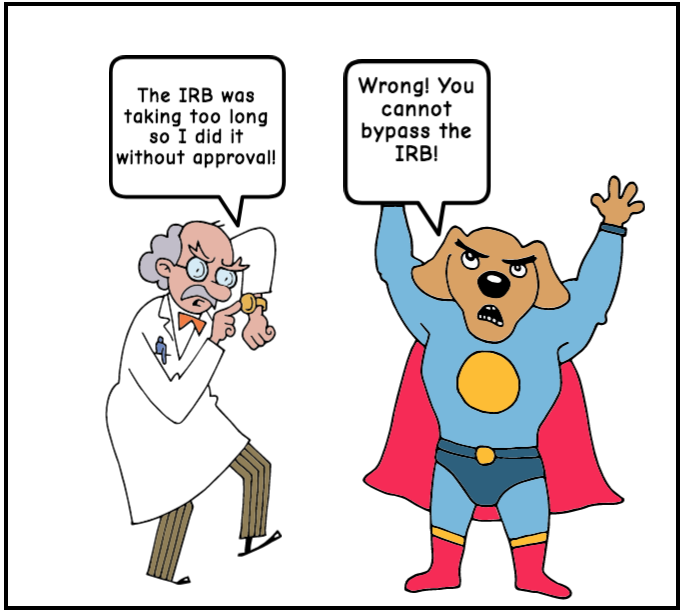 The IRB was
taking too long
so I did it
without approval!
Wrong! You
cannot
bypass the
IRB!